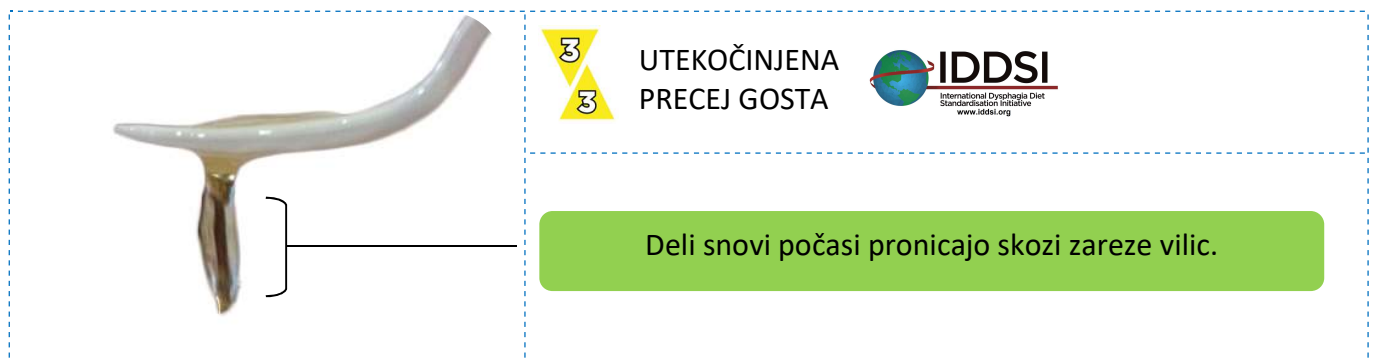 3
3
UTEKOČINJENA
PRECEJ GOSTA
IDDSI
International Dysphagia Diet
Standardisation Initiative
www.iddsi.org
Deli snovi počasi pronicajo skozi zareze vilic.